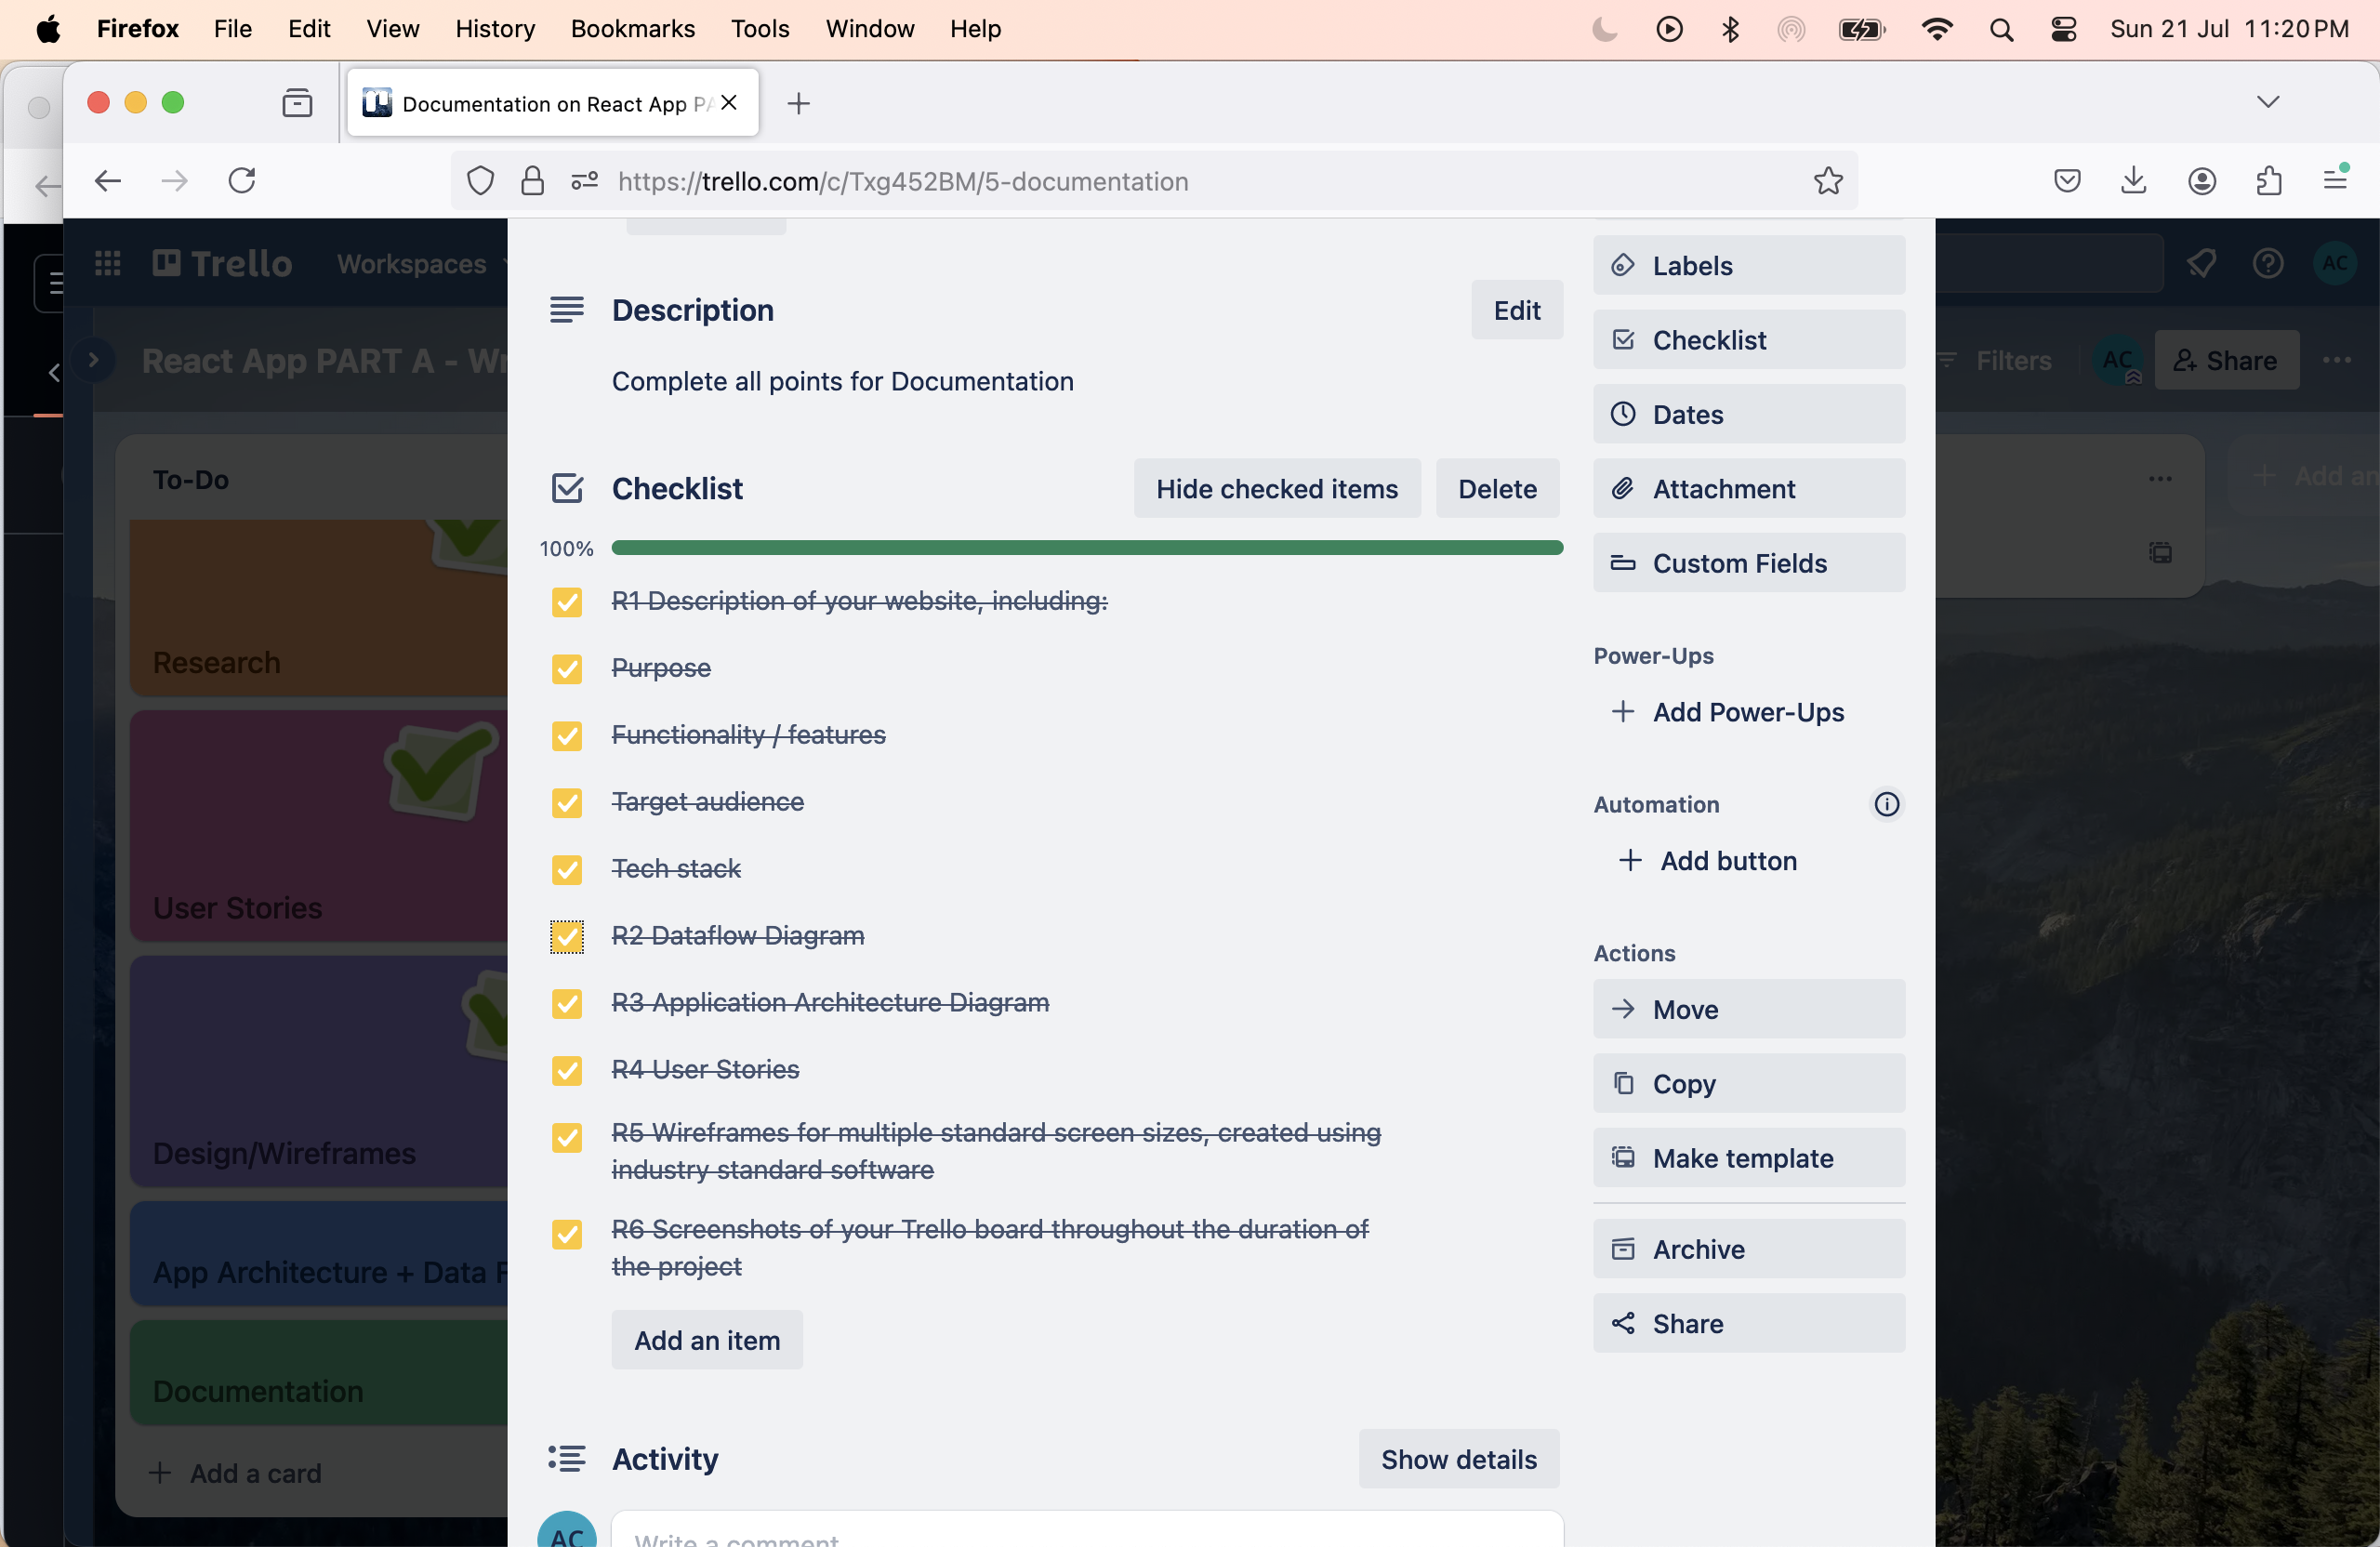 Firefox File Edit View History Bookmarks Tools Window Help Sun 21 Jul 11:20 PM
Documentation on React App PA
https://trello.com/c/Txg452BM/5-documentation
Trello Workspaces AC
React App PART A - Filters AC Share
To-Do
Add an
Research
User Stories
Design/Wireframes
App Architecture + Data
Documentation
Add a card
Description Edit
Complete all points for Documentation
Checklist Hide checked items Delete
100%
R1 Description of your website, including:
Purpose
Functionality / features
Target audience
Tech stack
R2 Dataflow Diagram
R3 Application Architecture Diagram
R4 User Stories
R5 Wireframes for multiple standard screen sizes, created using
industry standard software
R6 Screenshots of your Trello board throughout the duration of
the project
Add an item
Activity Show details
AC Write a comment
Labels
Checklist
Dates
Attachment
Custom Fields
Power-Ups
Add Power-Ups
Automation
Add button
Actions
Move
Copy
Make template
Archive
Share